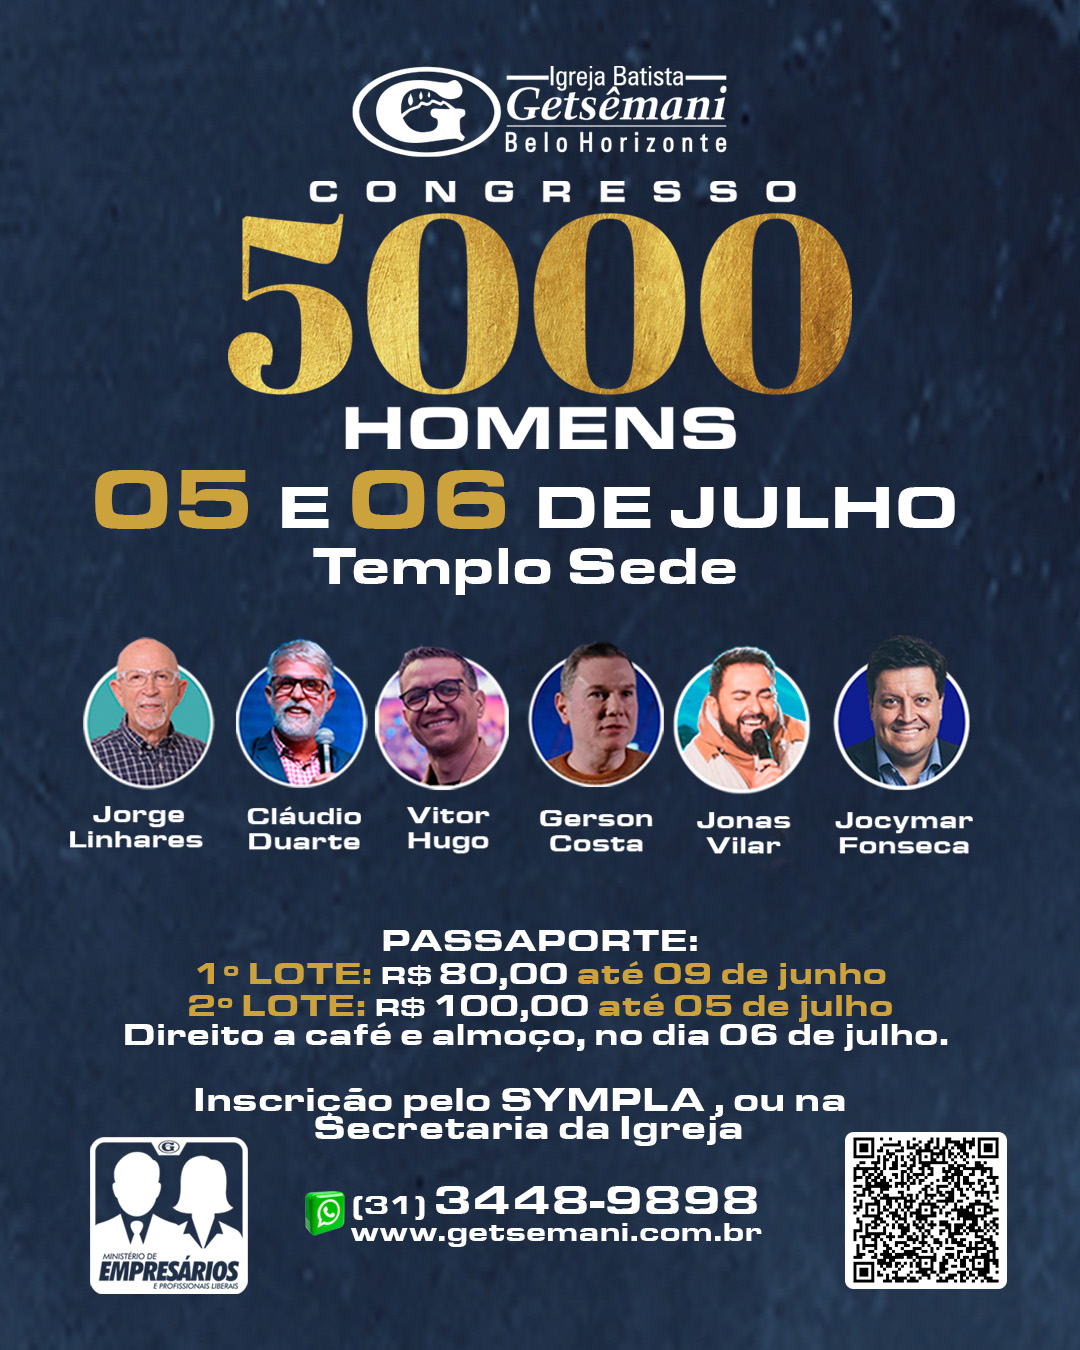 Igreja Batista
Getsêmani
Belo Horizonte
CONGRESSO
5000
HOMENS
05 E 06 DE JULHO
Templo Sede
Jorge Linhares
Cláudio Duarte
Vitor Hugo
Gerson Costa
Jonas Vilar
Jocymar Fonseca
PASSAPORTE:
1º LOTE: R$ 80,00 até 09 de junho
2º LOTE: R$ 100,00 até 05 de julho
Direito a café e almoço, no dia 06 de julho.
Inscrição pelo SYMPLA , ou na
Secretaria da Igreja
(31) 3448-9898
www.getsemani.com.br
G
MINISTÉRIO DE
EMPRESÁRIOS
E PROFISSIONAIS LIBERAIS